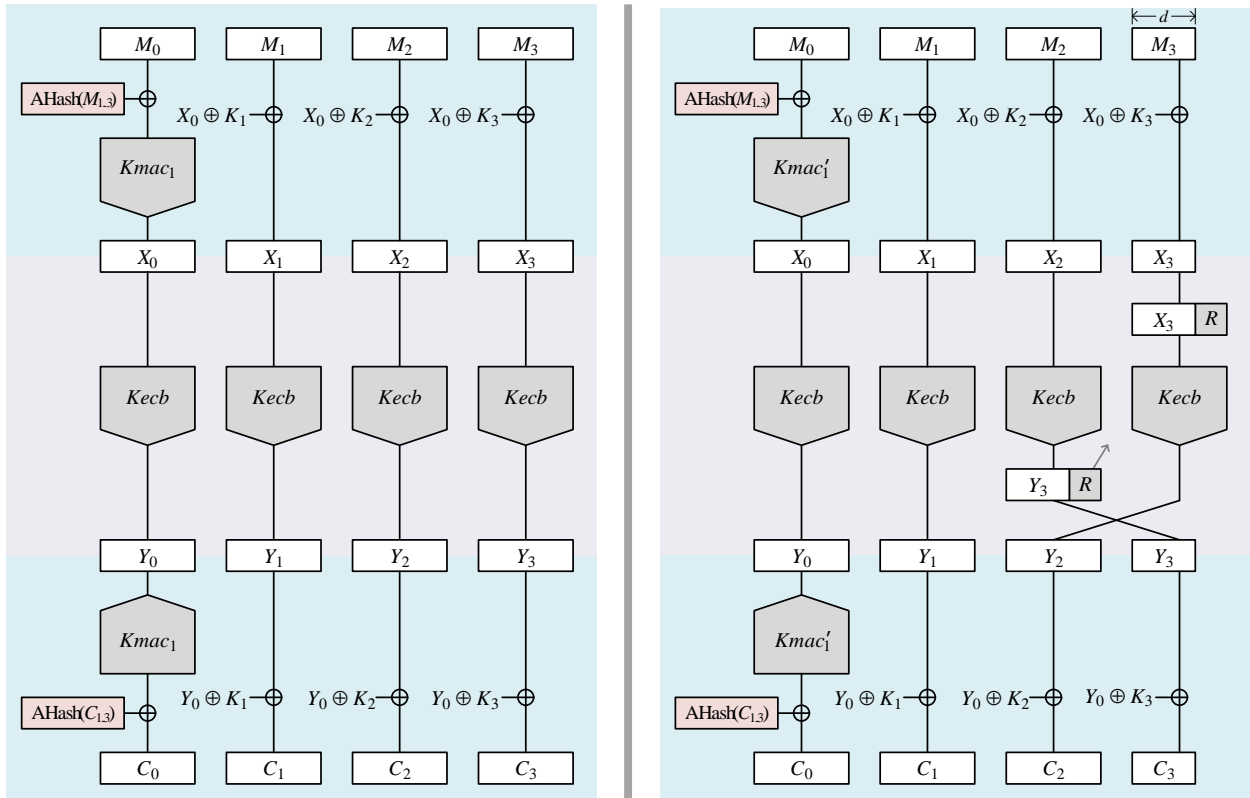 M₀ M₁ M₂ M₃
AHash(M₁..₃)
X₀ ⊕ K₁ X₀ ⊕ K₂ X₀ ⊕ K₃
Kmac₁
X₀ X₁ X₂ X₃
Kecb Kecb Kecb Kecb
Y₀ Y₁ Y₂ Y₃
Kmac₁
Y₀ ⊕ K₁ Y₀ ⊕ K₂ Y₀ ⊕ K₃
AHash(C₁.₃)
C₀ C₁ C₂ C₃
d
M₀ M₁ M₂ M₃
AHash(M₁..₃)
X₀ ⊕ K₁ X₀ ⊕ K₂ X₀ ⊕ K₃
Kmac₁′
X₀ X₁ X₂ X₃
X₃ R
Kecb Kecb Kecb Kecb
Y₃ R
Y₀ Y₁ Y₂ Y₃
Kmac₁′
Y₀ ⊕ K₁ Y₀ ⊕ K₂ Y₀ ⊕ K₃
AHash(C₁.₃)
C₀ C₁ C₂ C₃